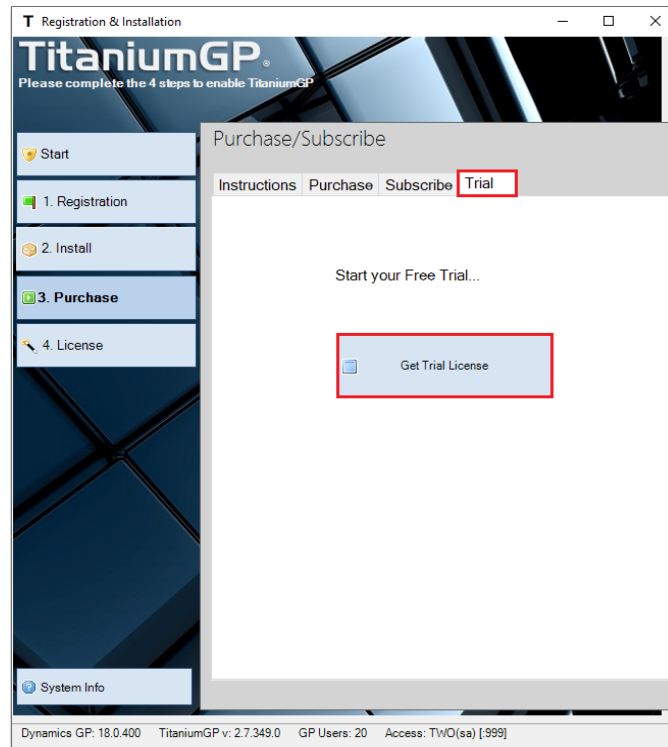 T Registration & Installation
TitaniumGP®
Please complete the 4 steps to enable TitaniumGP
Start
1. Registration
2. Install
3. Purchase
4. License
System Info
Purchase/Subscribe
Instructions Purchase Subscribe Trial
Start your Free Trial...
Get Trial License
Dynamics GP: 18.0.400 TitaniumGP v: 2.7.349.0 GP Users: 20 Access: TWO(sa) [:999]